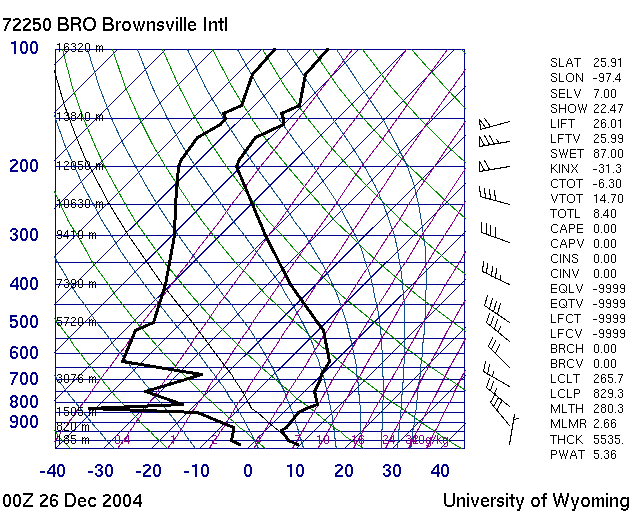 72250 BRO Brownsville Intl
100 16320 m
13840 m
200
10630 m
300 9410 m
400 7390 m
500 5720 m
600
700 3076 m
800
1505 m
900
820 m
185 m 0.4 1 2 4 7 10 16 24 32 40g/kg
-40 -30 -20 -10 0 10 20 30 40
SLAT 25.91
SLON -97.4
SELV 7.00
SHOW 22.47
LIFT 26.01
LFTV 25.99
SWET 87.00
KINX -31.3
CTOT -6.30
VTOT 14.70
TOTL 8.40
CAPE 0.00
CAPV 0.00
CINS 0.00
CINV 0.00
EQLV -9999
EQTV -9999
LFCT -9999
LFCV -9999
BRCH 0.00
BRCV 0.00
LCLT 265.7
LCLP 829.3
MLTH 280.3
MLMR 2.66
THCK 5535.
PWAT 5.36
00Z 26 Dec 2004 University of Wyoming